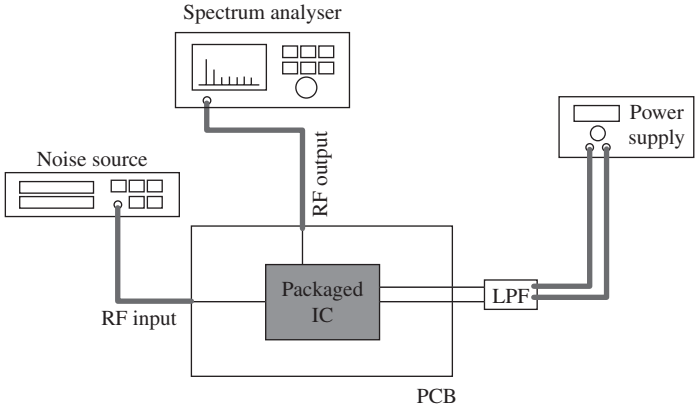 Spectrum analyser
Power
supply
Noise source
RF output
Packaged
IC
LPF
RF input
PCB